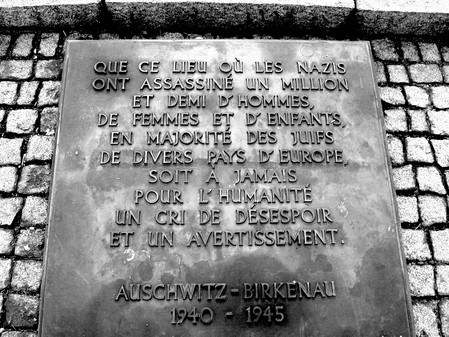 QUE CE LIEU OÙ LES NAZIS
ONT ASSASSINÉ UN MILLION
ET DEMI D'HOMMES,
DE FEMMES ET D'ENFANTS,
EN MAJORITÉ DES JUIFS
DE DIVERS PAYS D'EUROPE,
SOIT À JAMAIS
POUR L'HUMANITÉ
UN CRI DE DÉSESPOIR
ET UN AVERTISSEMENT.
AUSCHWITZ - BIRKENAU
1940 - 1945